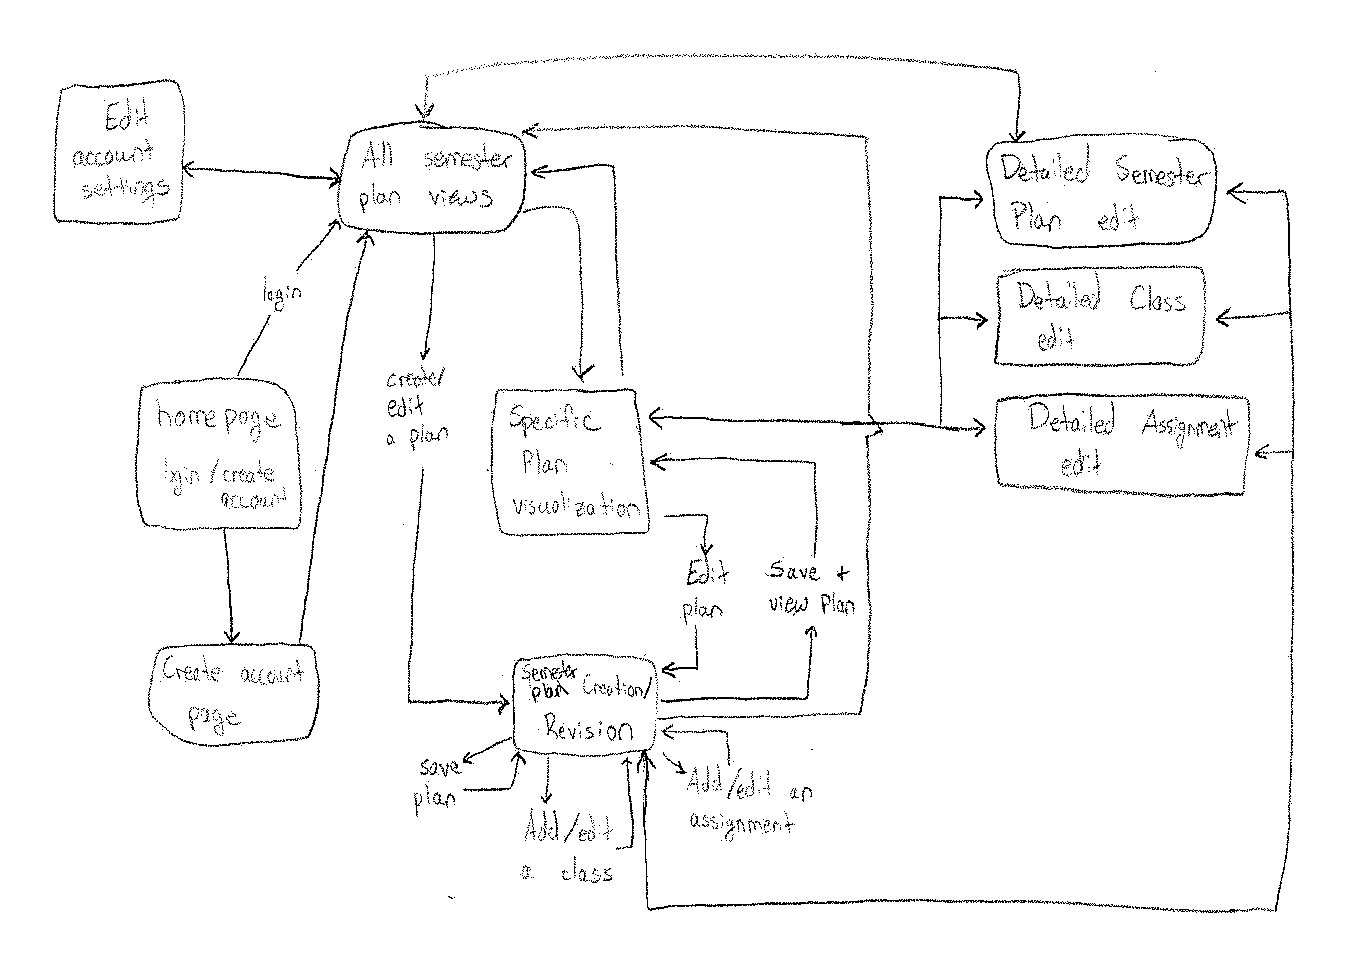 Edit
account
settings
All semester
plan views
Detailed Semester
Plan edit
login
Detailed Class
edit
create/
edit
a plan
home page
login/create
account
Specific
Plan
visualization
Detailed Assignment
edit
Edit
plan
Save +
view Plan
Create account
page
Semester
plan Creation/
Revision
save
plan
Add/edit
a class
Add/edit an
assignment